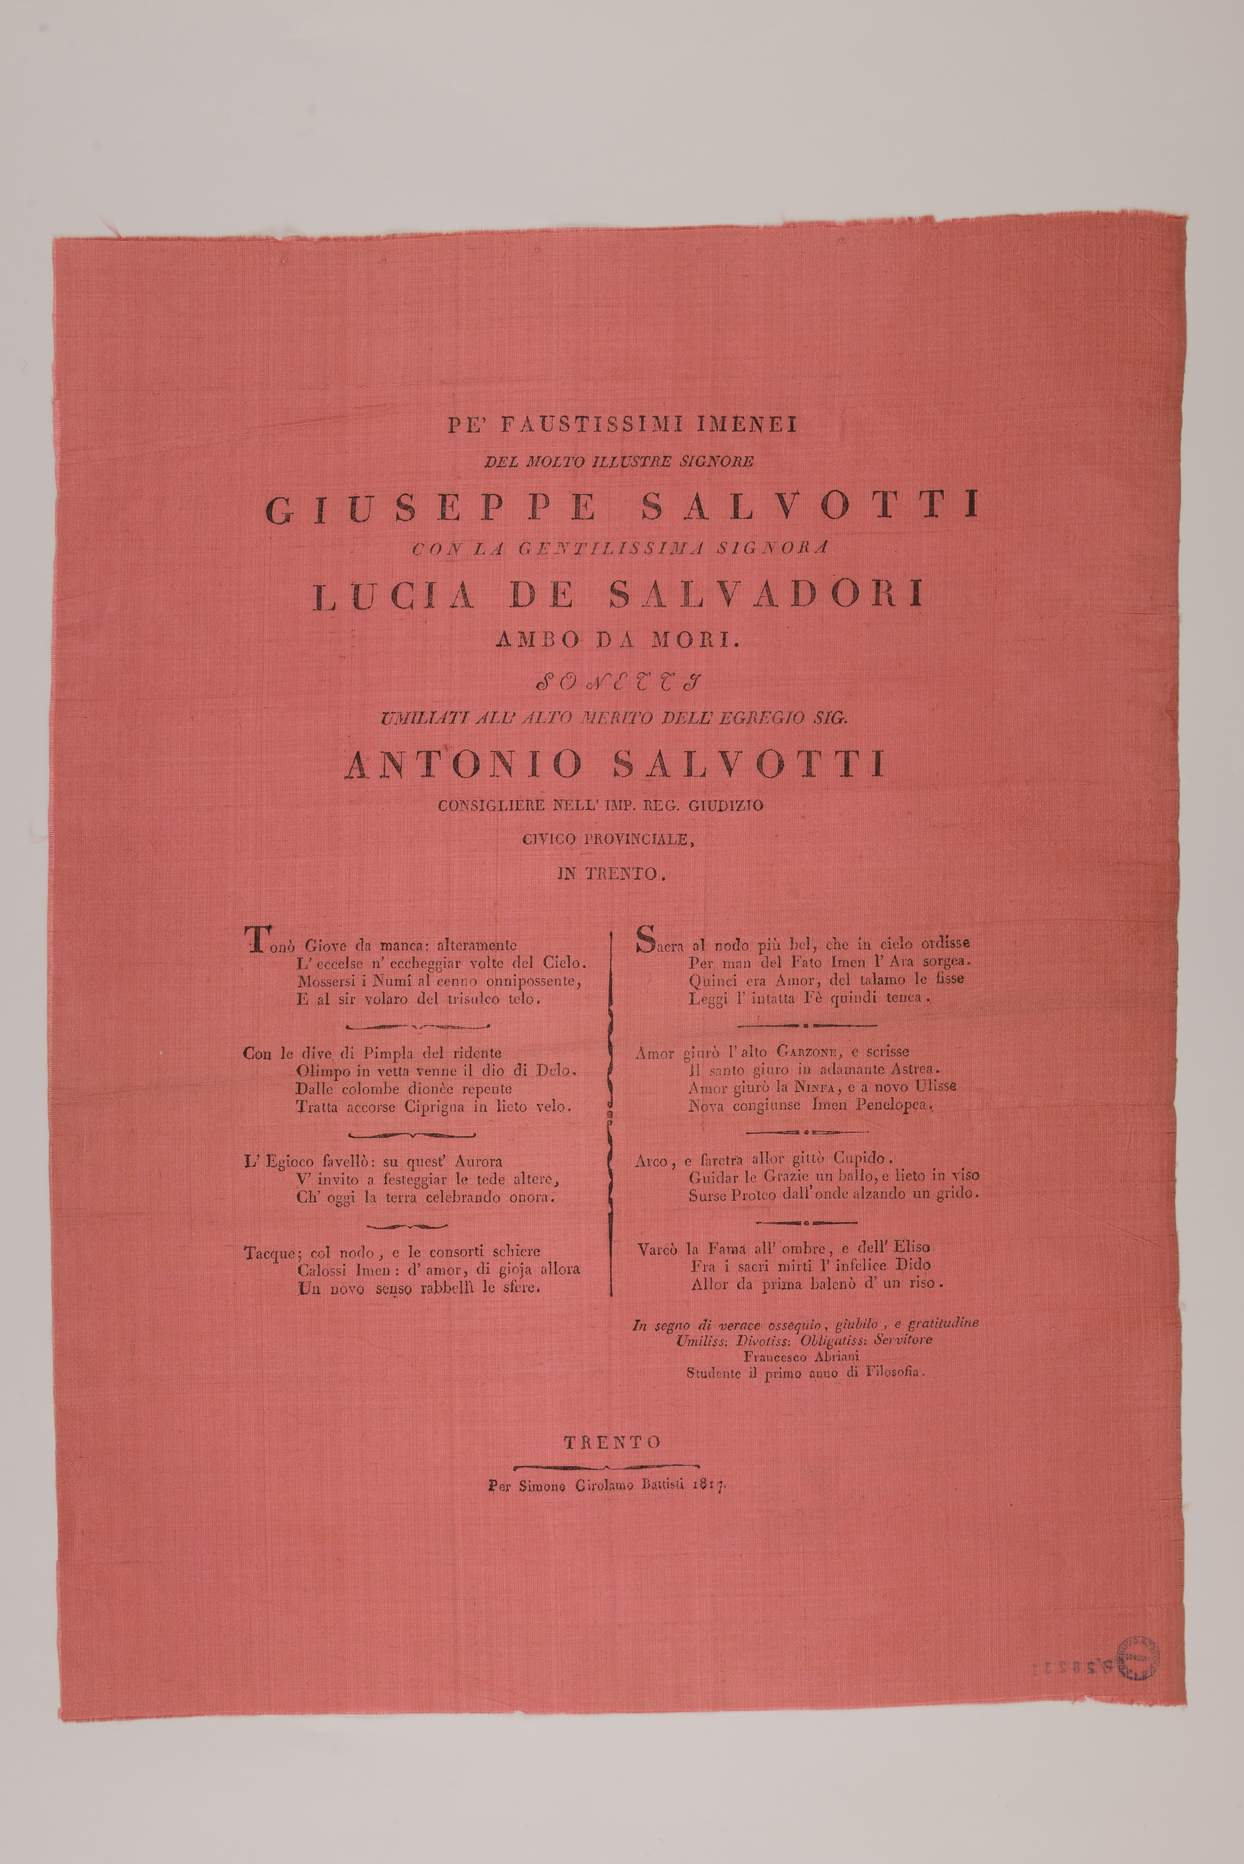 PE' FAUSTISSIMI IMENEI
DEL MOLTO ILLUSTRE SIGNORE
GIUSEPPE SALVOTTI
CON LA GENTILISSIMA SIGNORA
LUCIA DE SALVADORI
AMBO DA MORI.
SONETTI
UMILIATI ALL' ALTO MERITO DELL' EGREGIO SIG.
ANTONIO SALVOTTI
CONSIGLIERE NELL' IMP. REG. GIUDIZIO
CIVICO PROVINCIALE,
IN TRENTO.
Tonò Giove da manca: alteramente
L' eccelse n' eccheggiar volte del Cielo.
Mossersi i Numi al cenno onnipossente,
E al sir volaro del trisulco telo.
Con le dive di Pimpla del ridente
Olimpo in vetta venne il dio di Delo.
Dalle colombe dionèe repente
Tratta accorse Ciprigna in lieto velo.
L' Egioco favellò: su quest' Aurora
V' invito a festeggiar le tede altere,
Ch' oggi la terra celebrando onora.
Tacque; col nodo, e le consorti schiere
Calossi Imen: d' amor, di gioja allora
Un novo senso rabbellì le sfere.
Sacra al nodo più bel, che in cielo ordisse
Per man del Fato Imen l' Ara sorgea.
Quinci era Amor, del talamo le fisse
Leggi l' intatta Fè quindi tenea.
Amor giurò l' alto GARZONE, e scrisse
Il santo giuro in adamante Astrea.
Amor giurò la NINFA, e a novo Ulisse
Nova congiunse Imen Penelopea.
Arco, e faretra allor gittò Cupido.
Guidar le Grazie un ballo, e lieto in viso
Surse Proteo dall' onde alzando un grido.
Varcò la Fama all' ombre, e dell' Eliso
Fra i sacri mirti l' infelice Dido
Allor da prima balenò d' un riso.
In segno di verace ossequio, giubilo, e gratitudine
Umiliss: Divotiss: Obligatiss: Servitore
Francesco Abriani
Studente il primo anno di Filosofia.
TRENTO
Per Simone Girolamo Battisti 1817.